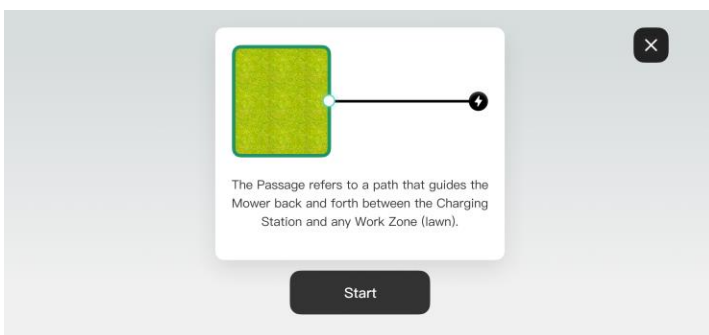 The Passage refers to a path that guides the
Mower back and forth between the Charging
Station and any Work Zone (lawn).
Start